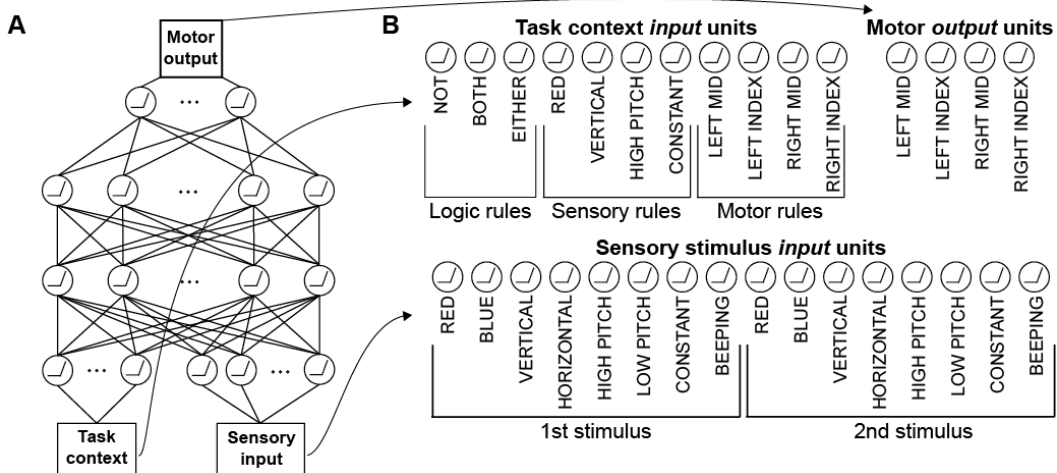 A
Motor
output
...
...
...
...
...
Task
context
Sensory
input
B
Task context input units
NOT
BOTH
EITHER
RED
VERTICAL
HIGH PITCH
CONSTANT
LEFT MID
LEFT INDEX
RIGHT MID
RIGHT INDEX
Logic rules
Sensory rules
Motor rules
Motor output units
LEFT MID
LEFT INDEX
RIGHT MID
RIGHT INDEX
Sensory stimulus input units
RED
BLUE
VERTICAL
HORIZONTAL
HIGH PITCH
LOW PITCH
CONSTANT
BEEPING
RED
BLUE
VERTICAL
HORIZONTAL
HIGH PITCH
LOW PITCH
CONSTANT
BEEPING
1st stimulus
2nd stimulus